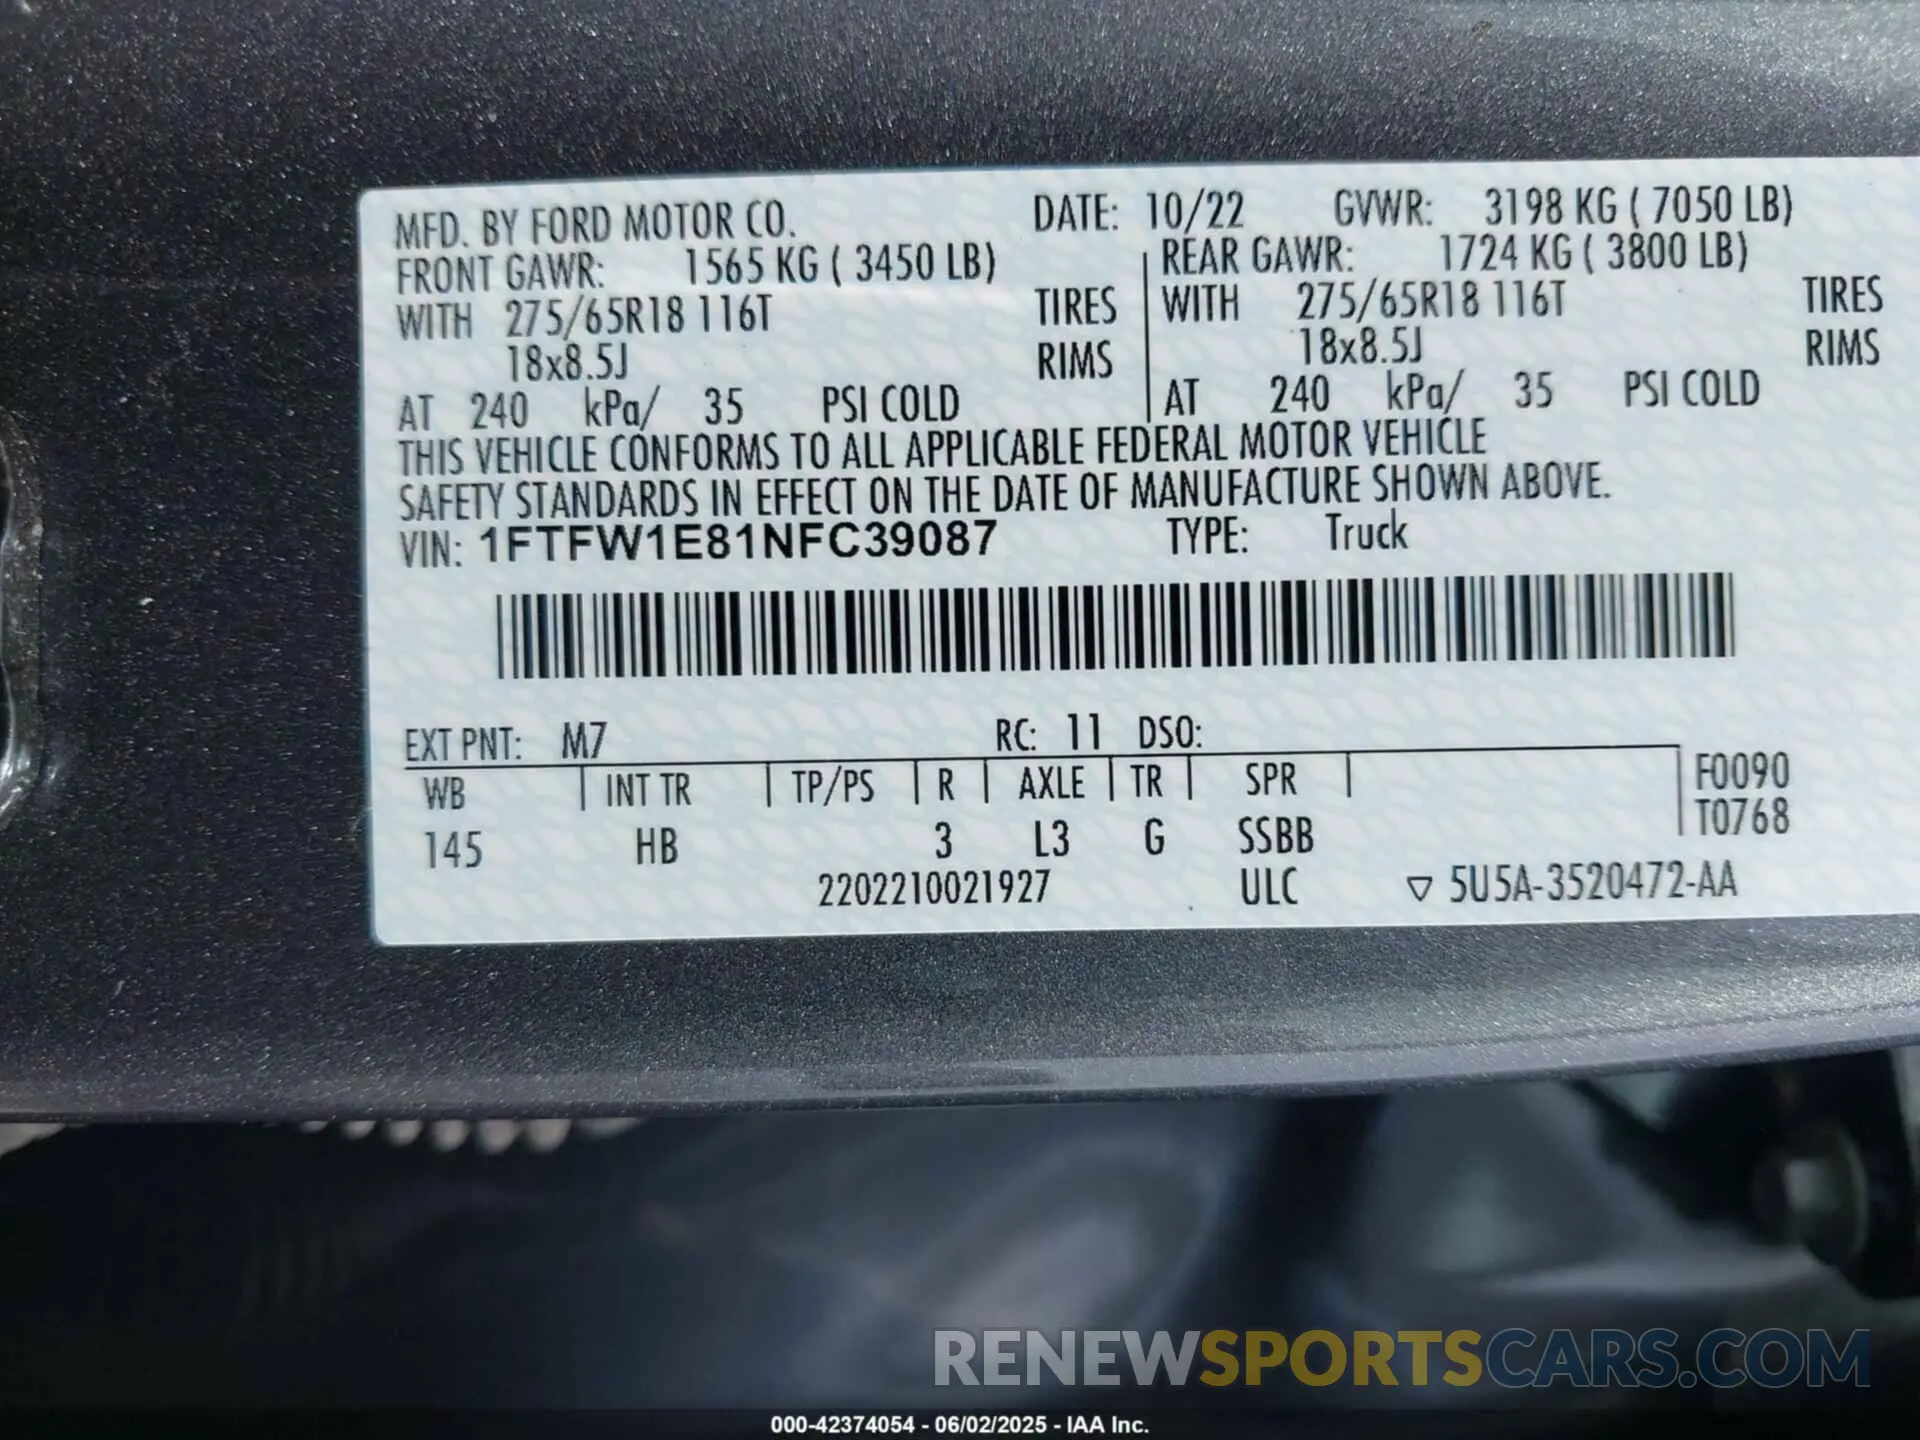 MFD. BY FORD MOTOR CO. DATE: 10/22 GVWR: 3198 KG ( 7050 LB)
FRONT GAWR: 1565 KG ( 3450 LB) REAR GAWR: 1724 KG ( 3800 LB)
WITH 275/65R18 116T TIRES WITH 275/65R18 116T TIRES
18x8.5J RIMS 18x8.5J RIMS
AT 240 kPa/ 35 PSI COLD AT 240 kPa/ 35 PSI COLD
THIS VEHICLE CONFORMS TO ALL APPLICABLE FEDERAL MOTOR VEHICLE
SAFETY STANDARDS IN EFFECT ON THE DATE OF MANUFACTURE SHOWN ABOVE.
VIN: 1FTFW1E81NFC39087 TYPE: Truck
EXT PNT: M7 RC: 11 DSO:
WB INT TR TP/PS R AXLE TR SPR F0090
T0768
145 HB 3 L3 G SSBB
2202210021927 ULC ▽ 5U5A-3520472-AA
RENEWSPORTSCARS.COM
000-42374054 - 06/02/2025 - IAA Inc.